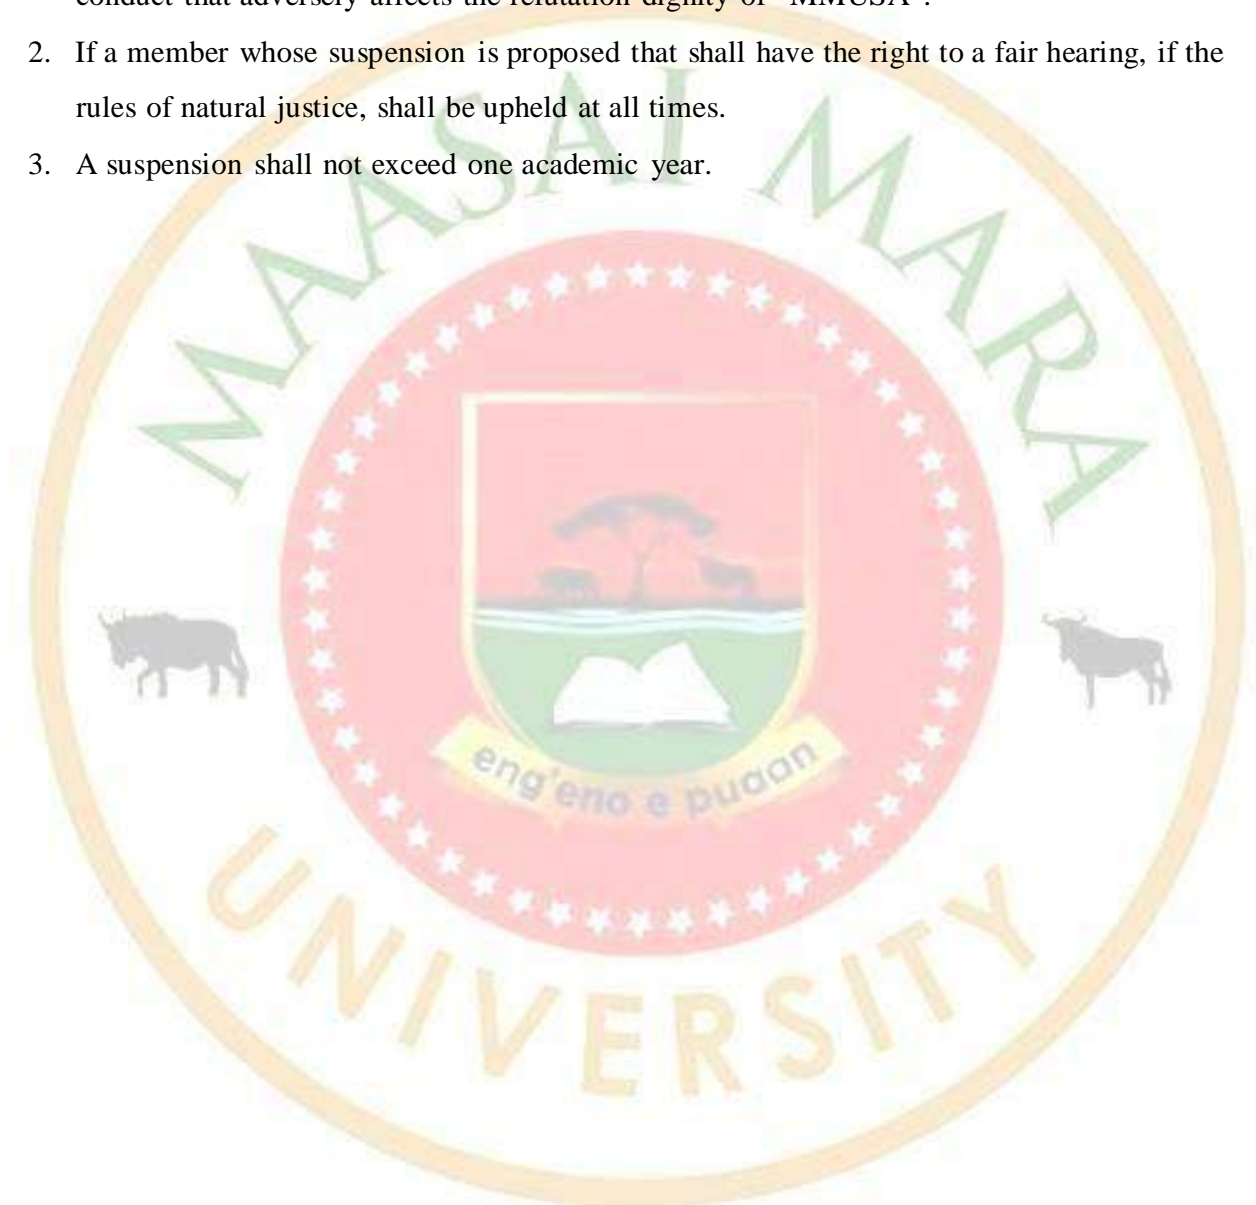 conduct that adversely affects the refutation dignity of "MMUSA".
2. If a member whose suspension is proposed that shall have the right to a fair hearing, if the
rules of natural justice, shall be upheld at all times.
3. A suspension shall not exceed one academic year.
MAASAI MARA
eng'eno e puaan
UNIVERSITY